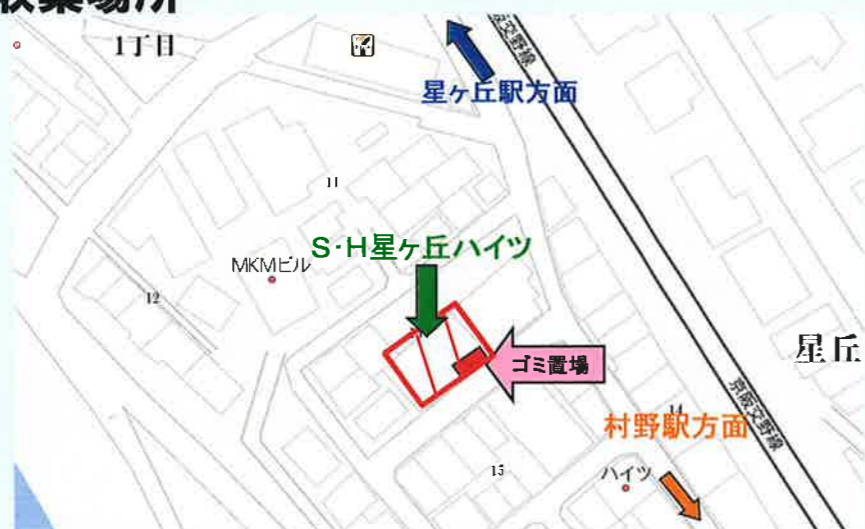 1丁目
京阪交野線
星ヶ丘駅方面
11
S・H星ヶ丘ハイツ
MKMビル
12
星丘
ゴミ置場
京阪交野線
14
村野駅方面
15
ハイツ